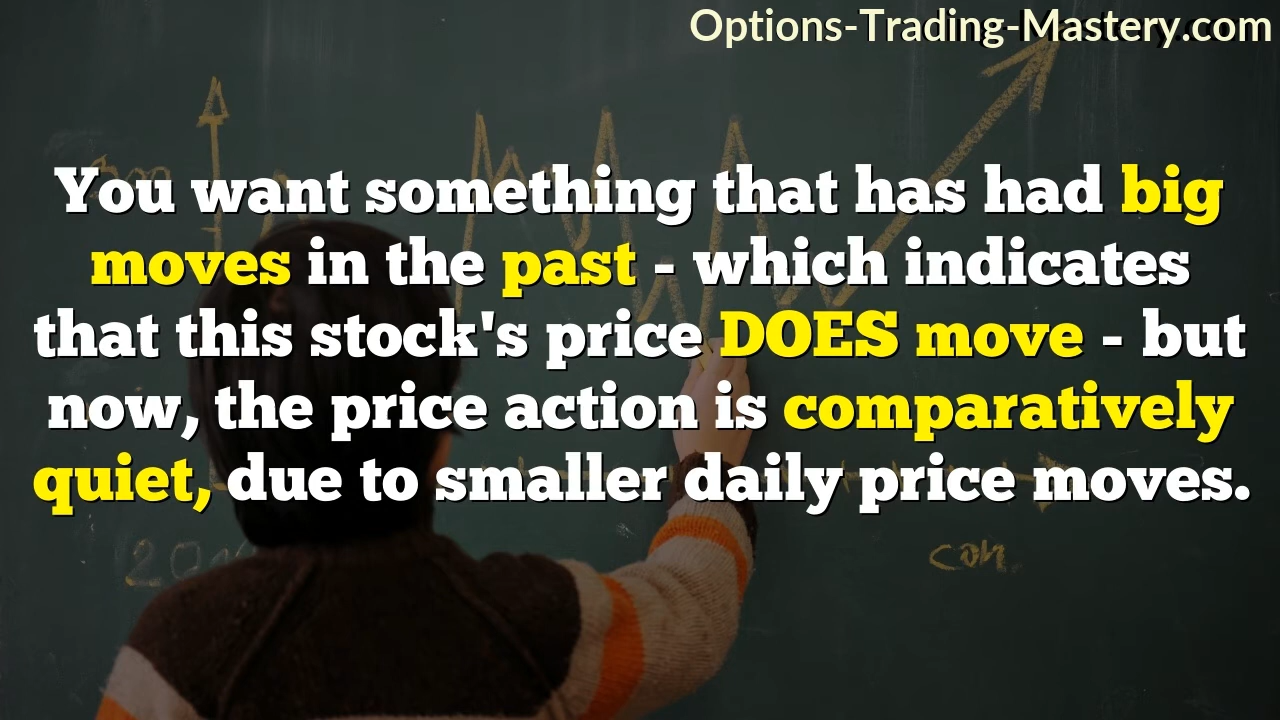 Options-Trading-Mastery.com
You want something that has had big
moves in the past - which indicates
that this stock's price DOES move - but
now, the price action is comparatively
quiet, due to smaller daily price moves.
con.